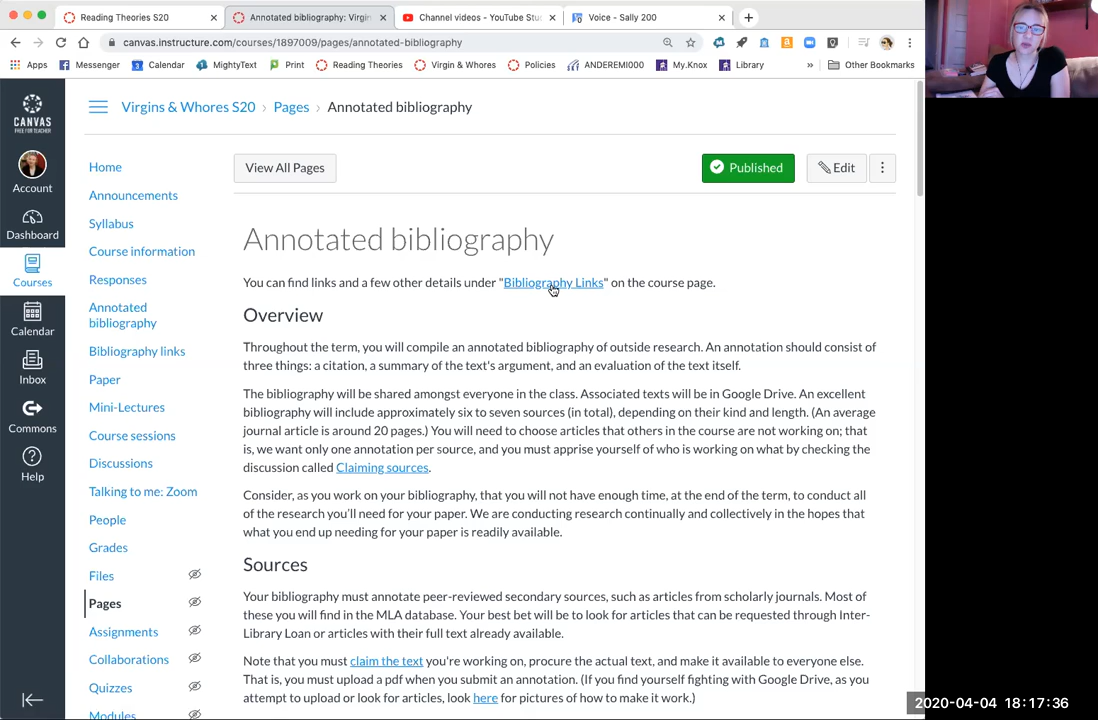 Reading Theories S20
Annotated bibliography: Virgin
Channel videos - YouTube Stu
Voice - Sally 200
canvas.instructure.com/courses/1897009/pages/annotated-bibliography
Apps Messenger Calendar MightyText Print Reading Theories Virgin & Whores Policies ANDEREMI000 My.Knox Library » Other Bookmarks
CANVAS
FREE FOR TEACHER
Account
Dashboard
Courses
Calendar
Inbox
Commons
Help
Virgins & Whores S20 › Pages › Annotated bibliography
Home
Announcements
Syllabus
Course information
Responses
Annotated
bibliography
Bibliography links
Paper
Mini-Lectures
Course sessions
Discussions
Talking to me: Zoom
People
Grades
Files
Pages
Assignments
Collaborations
Quizzes
Modules
View All Pages
Published
Edit
Annotated bibliography
You can find links and a few other details under "Bibliography Links" on the course page.
Overview
Throughout the term, you will compile an annotated bibliography of outside research. An annotation should consist of
three things: a citation, a summary of the text's argument, and an evaluation of the text itself.
The bibliography will be shared amongst everyone in the class. Associated texts will be in Google Drive. An excellent
bibliography will include approximately six to seven sources (in total), depending on their kind and length. (An average
journal article is around 20 pages.) You will need to choose articles that others in the course are not working on; that
is, we want only one annotation per source, and you must apprise yourself of who is working on what by checking the
discussion called Claiming sources.
Consider, as you work on your bibliography, that you will not have enough time, at the end of the term, to conduct all
of the research you'll need for your paper. We are conducting research continually and collectively in the hopes that
what you end up needing for your paper is readily available.
Sources
Your bibliography must annotate peer-reviewed secondary sources, such as articles from scholarly journals. Most of
these you will find in the MLA database. Your best bet will be to look for articles that can be requested through Inter-
Library Loan or articles with their full text already available.
Note that you must claim the text you're working on, procure the actual text, and make it available to everyone else.
That is, you must upload a pdf when you submit an annotation. (If you find yourself fighting with Google Drive, as you
attempt to upload or look for articles, look here for pictures of how to make it work.)
2020-04-04 18:17:36